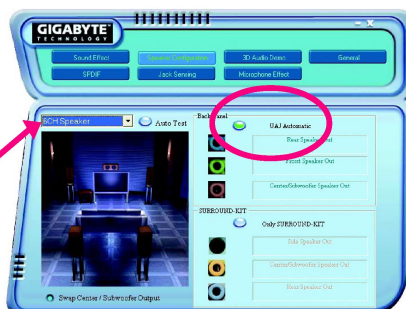 GIGABYTE
TECHNOLOGY
Sound Effect
Speaker Configuration
3D Audio Demo
General
SPDIF
Jack Sensing
Microphone Effect
6CH Speaker
Auto Test
Back Panel
UAJ Automatic
Rear Speaker Out
Front Speaker Out
Center/Subwoofer Speaker Out
SURROUND-KIT
Only SURROUND-KIT
Side Speaker Out
Center/Subwoofer Speaker Out
Rear Speaker Out
Swap Center / Subwoofer Output